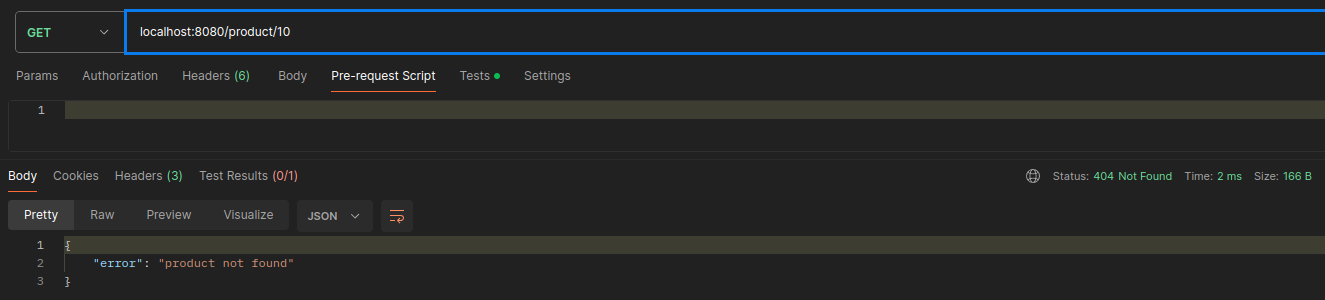 GET localhost:8080/product/10
Params Authorization Headers (6) Body Pre-request Script Tests Settings
1
Body Cookies Headers (3) Test Results (0/1) Status: 404 Not Found Time: 2 ms Size: 166 B
Pretty Raw Preview Visualize JSON
1 {
2 "error": "product not found"
3 }